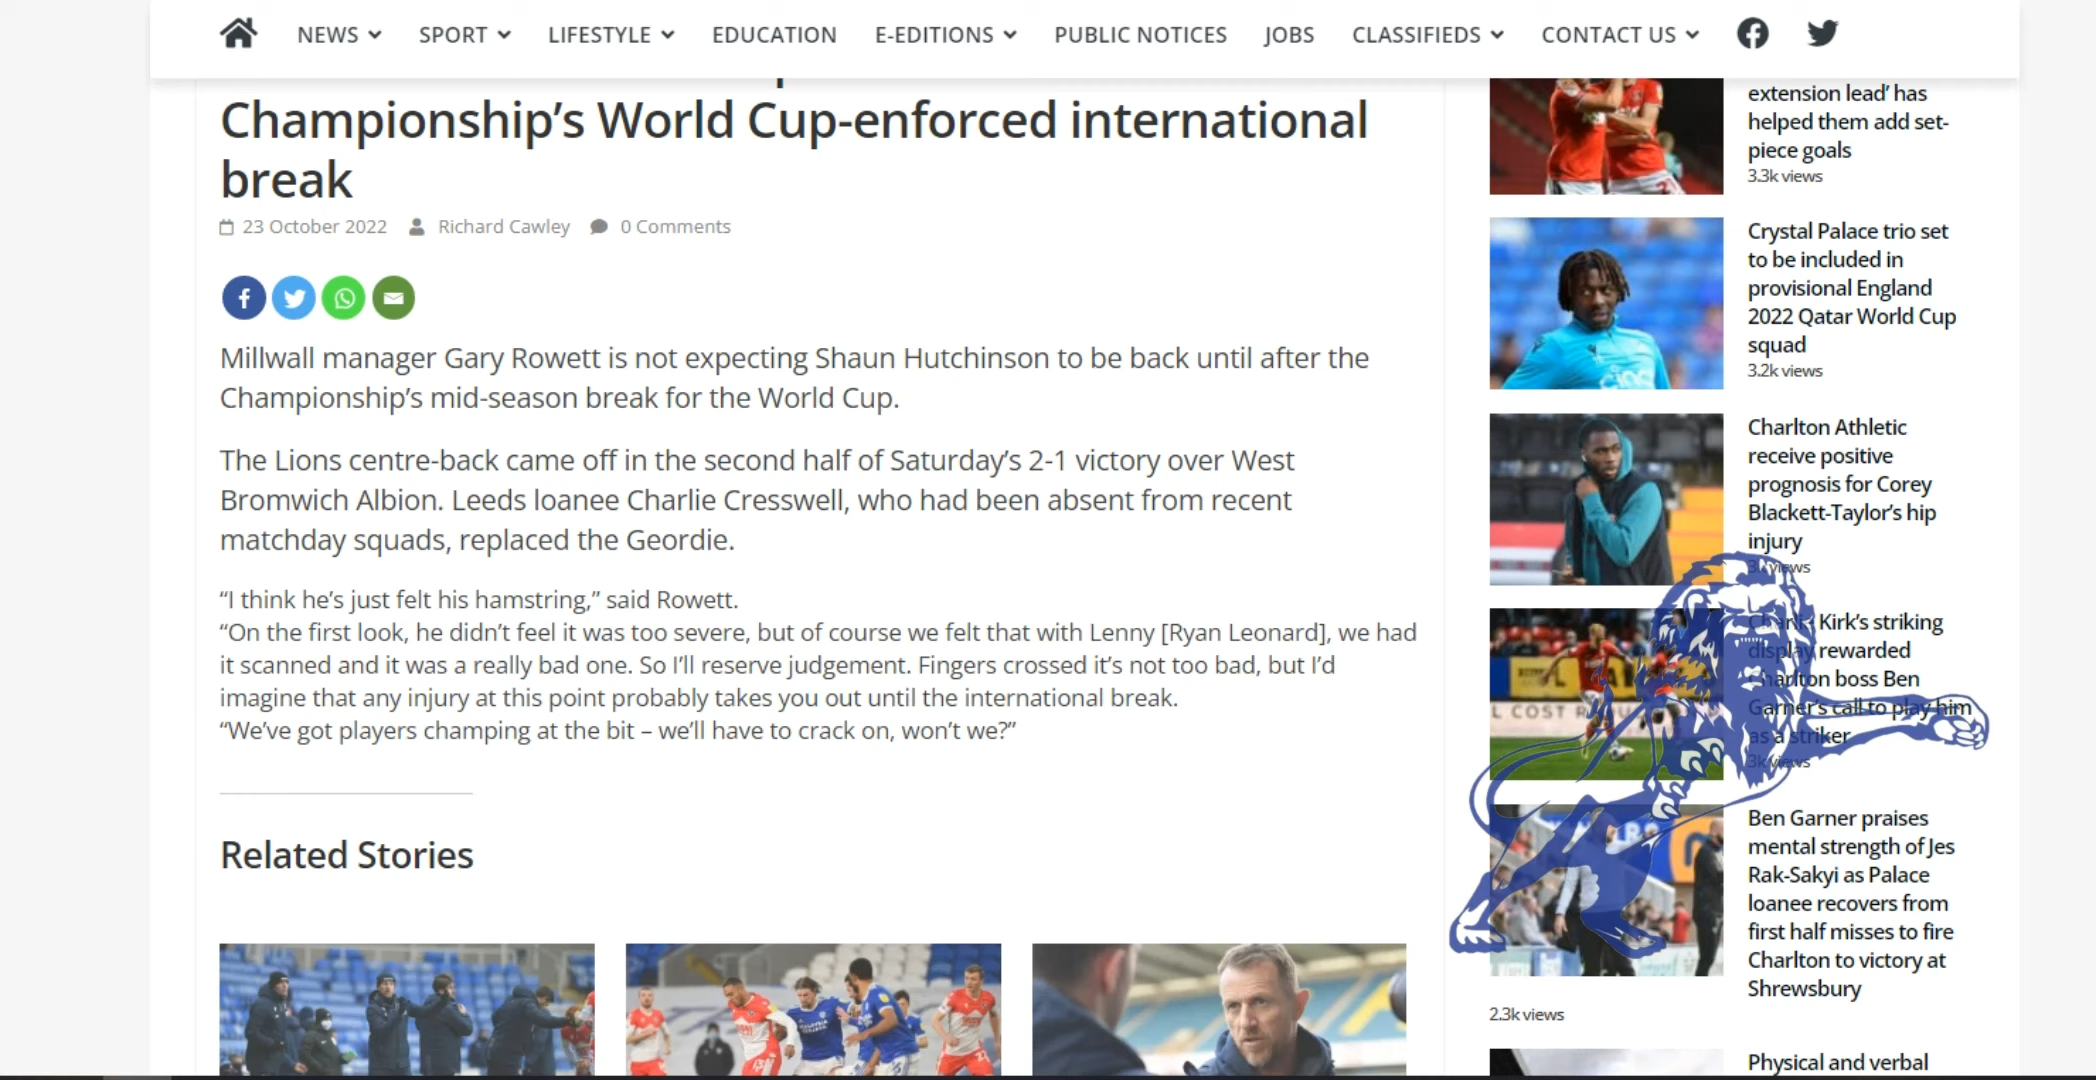 NEWS SPORT LIFESTYLE EDUCATION E-EDITIONS PUBLIC NOTICES JOBS CLASSIFIEDS CONTACT US
Championship’s World Cup-enforced international
break
23 October 2022 Richard Cawley 0 Comments
Millwall manager Gary Rowett is not expecting Shaun Hutchinson to be back until after the
Championship’s mid-season break for the World Cup.
The Lions centre-back came off in the second half of Saturday’s 2-1 victory over West
Bromwich Albion. Leeds loanee Charlie Cresswell, who had been absent from recent
matchday squads, replaced the Geordie.
“I think he’s just felt his hamstring,” said Rowett.
“On the first look, he didn’t feel it was too severe, but of course we felt that with Lenny [Ryan Leonard], we had
it scanned and it was a really bad one. So I’ll reserve judgement. Fingers crossed it’s not too bad, but I’d
imagine that any injury at this point probably takes you out until the international break.
“We’ve got players champing at the bit – we’ll have to crack on, won’t we?”
Related Stories
extension lead’ has
helped them add set-
piece goals
3.3k views
Crystal Palace trio set
to be included in
provisional England
2022 Qatar World Cup
squad
3.2k views
Charlton Athletic
receive positive
prognosis for Corey
Blackett-Taylor’s hip
injury
3k views
Kirk’s striking
display rewarded
Charlton boss Ben
Garner’s call to play him
as a striker
3k views
Ben Garner praises
mental strength of Jes
Rak-Sakyi as Palace
loanee recovers from
first half misses to fire
Charlton to victory at
Shrewsbury
2.3k views
Physical and verbal